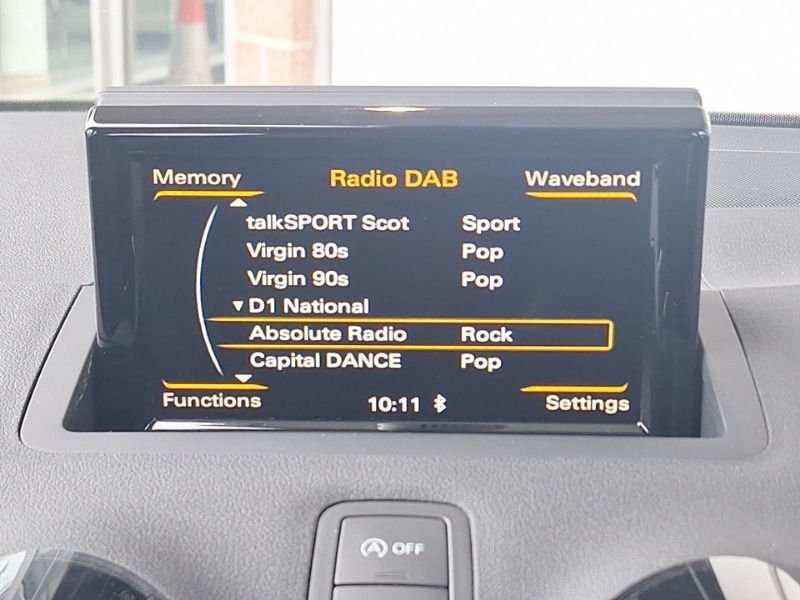 Memory Radio DAB Waveband
talkSPORT Scot Sport
Virgin 80s Pop
Virgin 90s Pop
D1 National
Absolute Radio Rock
Capital DANCE Pop
Functions 10:11 Settings
A OFF